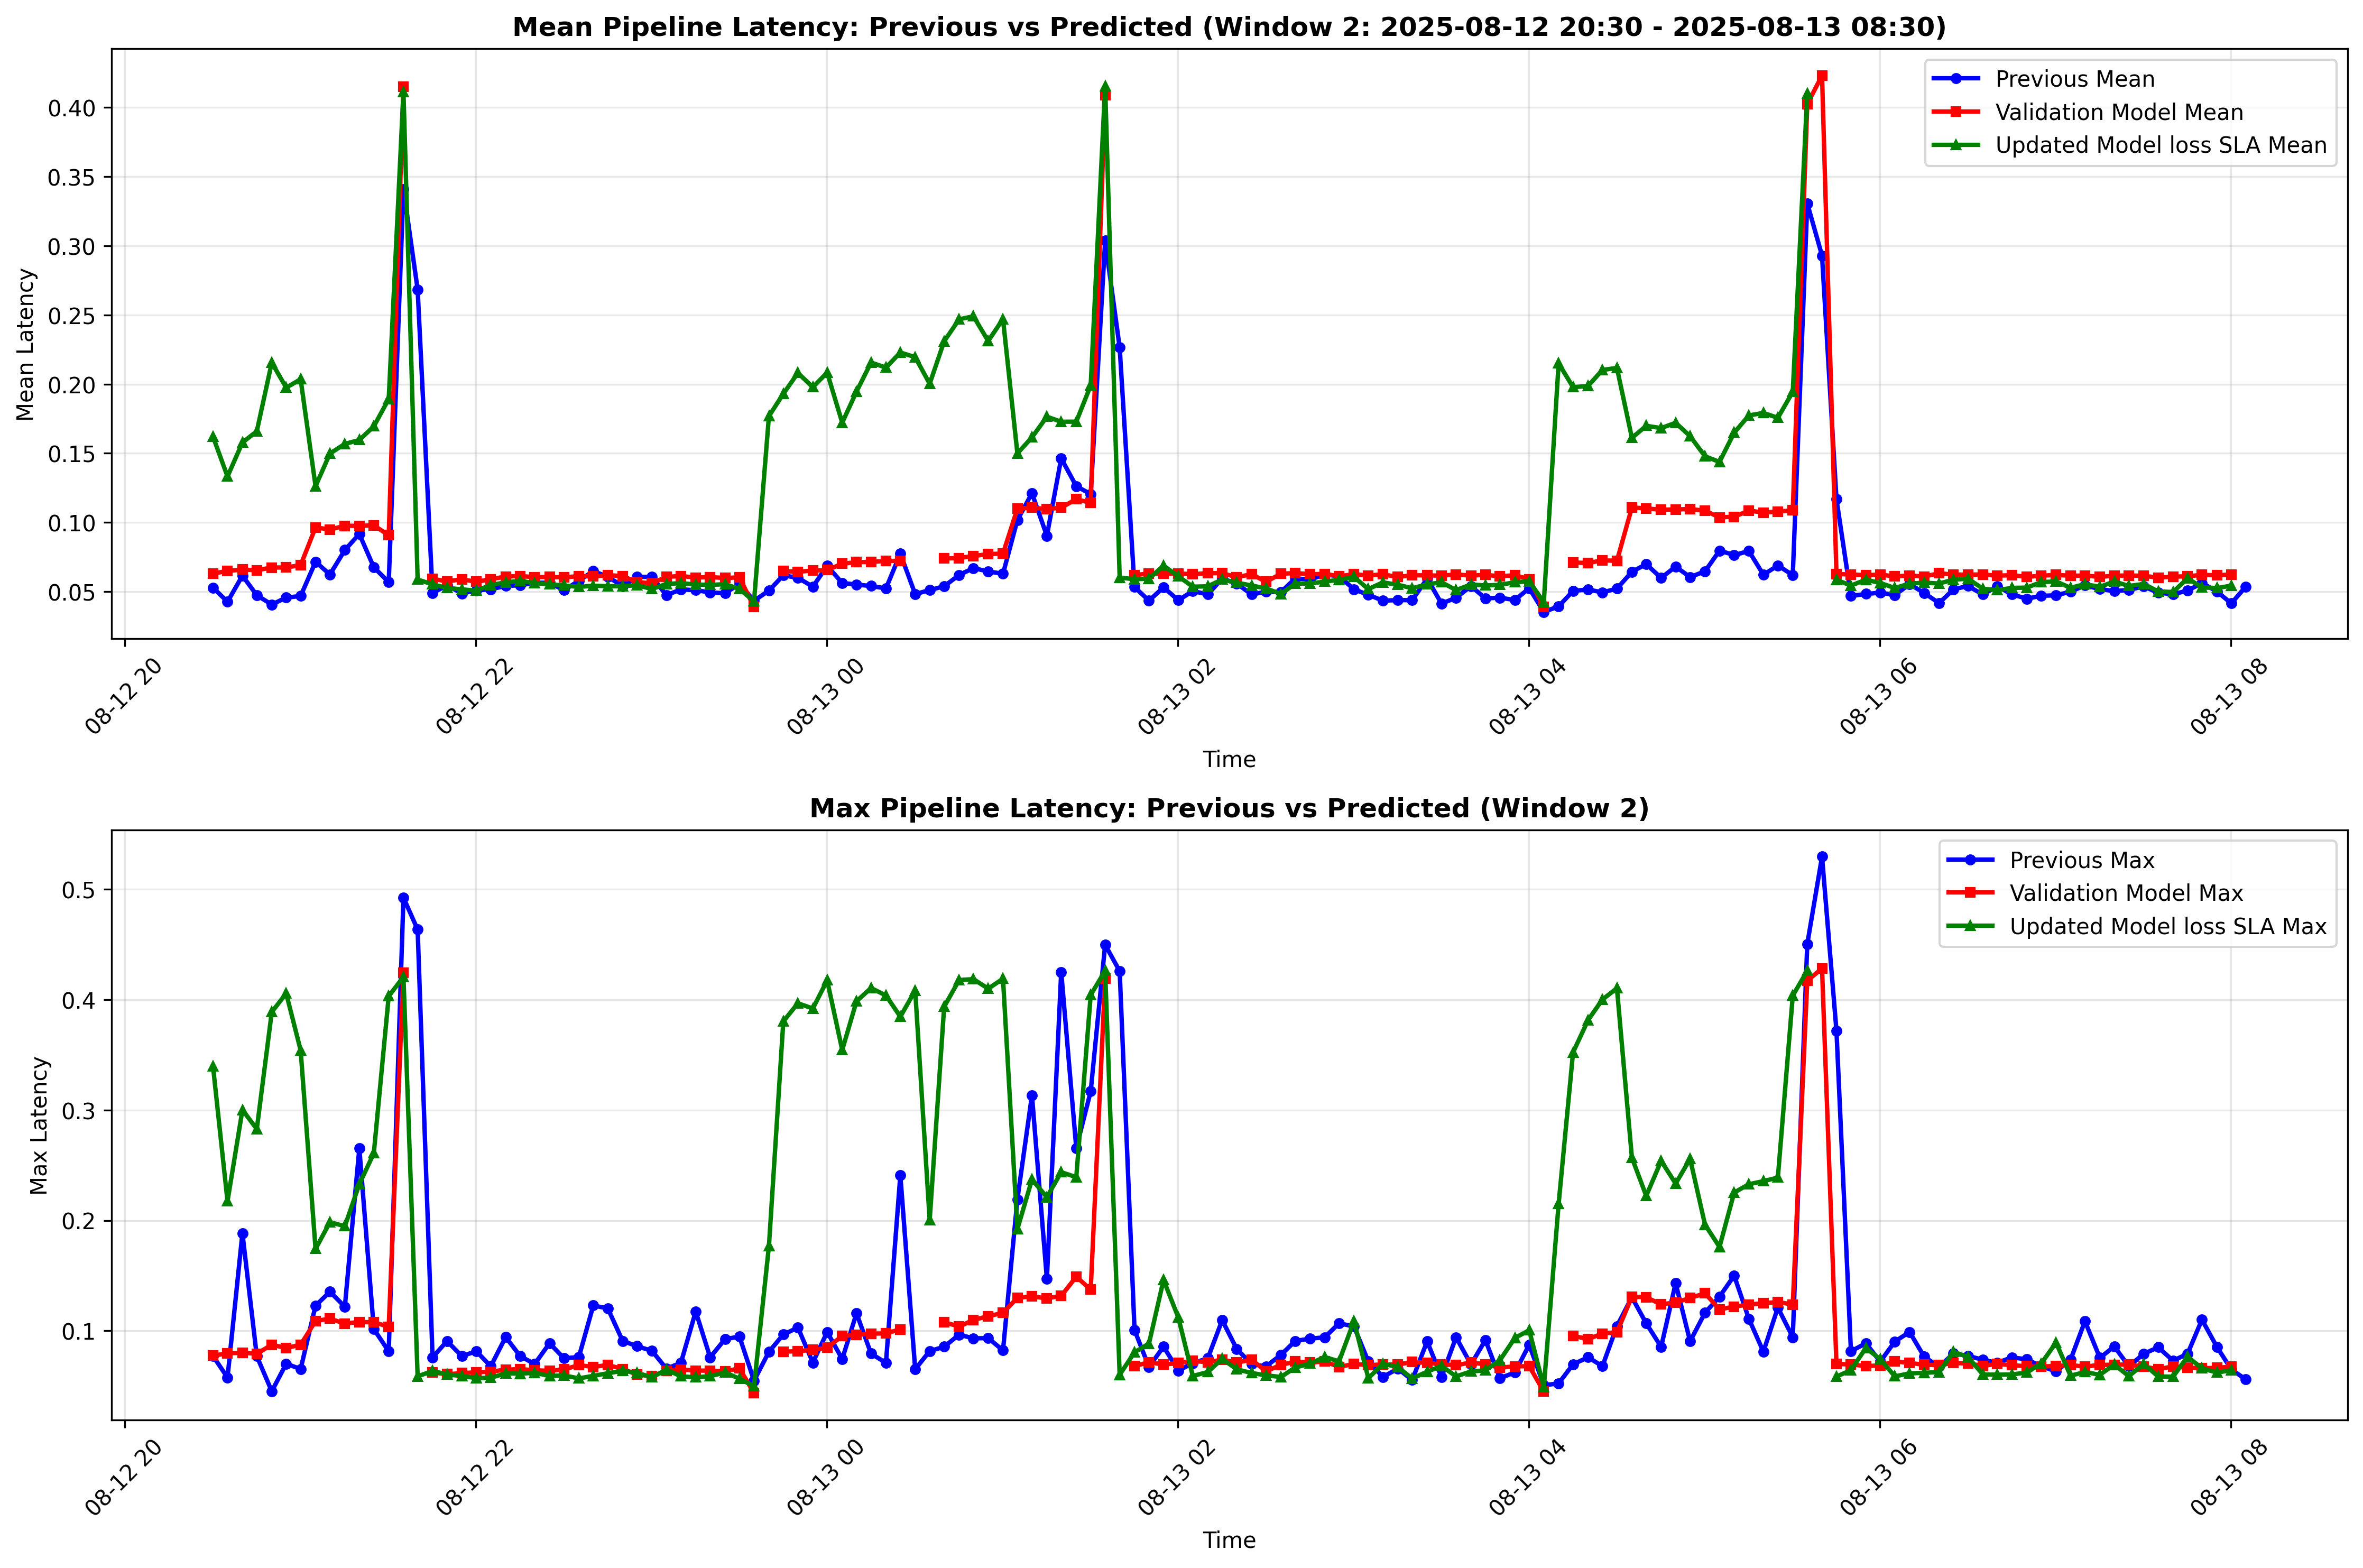 Mean Pipeline Latency: Previous vs Predicted (Window 2: 2025-08-12 20:30 - 2025-08-13 08:30)
Previous Mean
Validation Model Mean
Updated Model loss SLA Mean
Mean Latency
0.40
0.35
0.30
0.25
0.20
0.15
0.10
0.05
08-12 20
08-12 22
08-13 00
08-13 02
08-13 04
08-13 06
08-13 08
Time
Max Pipeline Latency: Previous vs Predicted (Window 2)
Previous Max
Validation Model Max
Updated Model loss SLA Max
Max Latency
0.5
0.4
0.3
0.2
0.1
08-12 20
08-12 22
08-13 00
08-13 02
08-13 04
08-13 06
08-13 08
Time